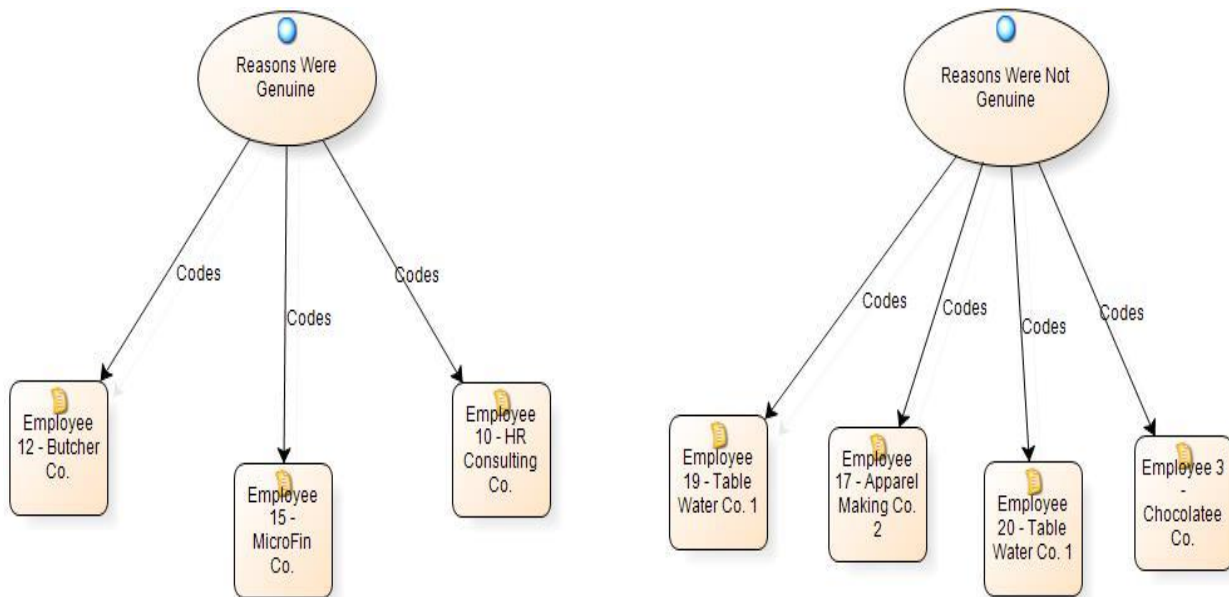 Reasons Were
Genuine
Codes
Codes
Codes
Employee
12 - Butcher
Co.
Employee
15 -
MicroFin
Co.
Employee
10 - HR
Consulting
Co.
Reasons Were Not
Genuine
Codes
Codes
Codes
Codes
Employee
19 - Table
Water Co. 1
Employee
17 - Apparel
Making Co.
2
Employee
20 - Table
Water Co. 1
Employee 3
-
Chocolatee
Co.